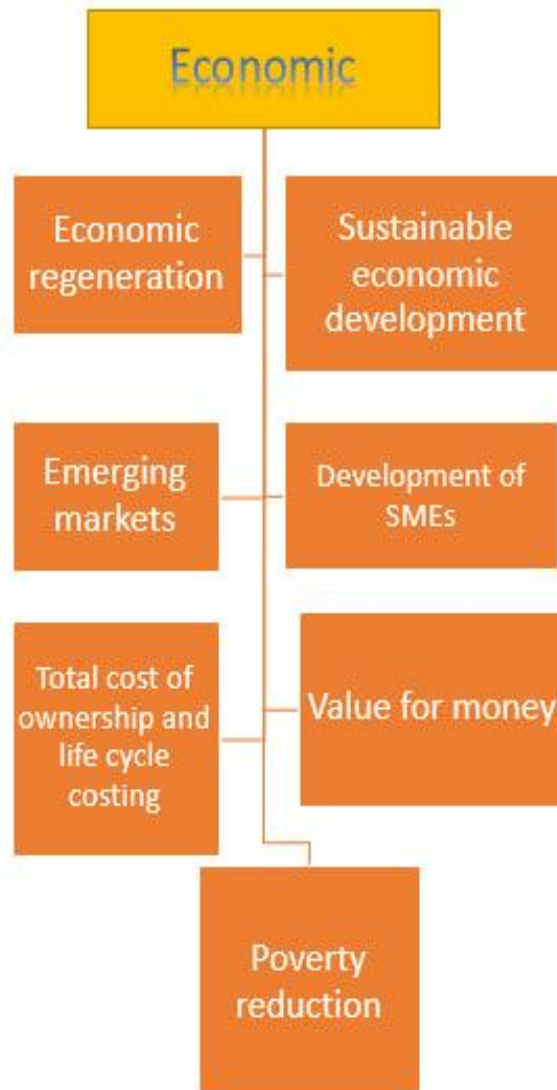 Economic
Economic
regeneration
Sustainable
economic
development
Emerging
markets
Development of
SMEs
Total cost of
ownership and
life cycle
costing
Value for money
Poverty
reduction